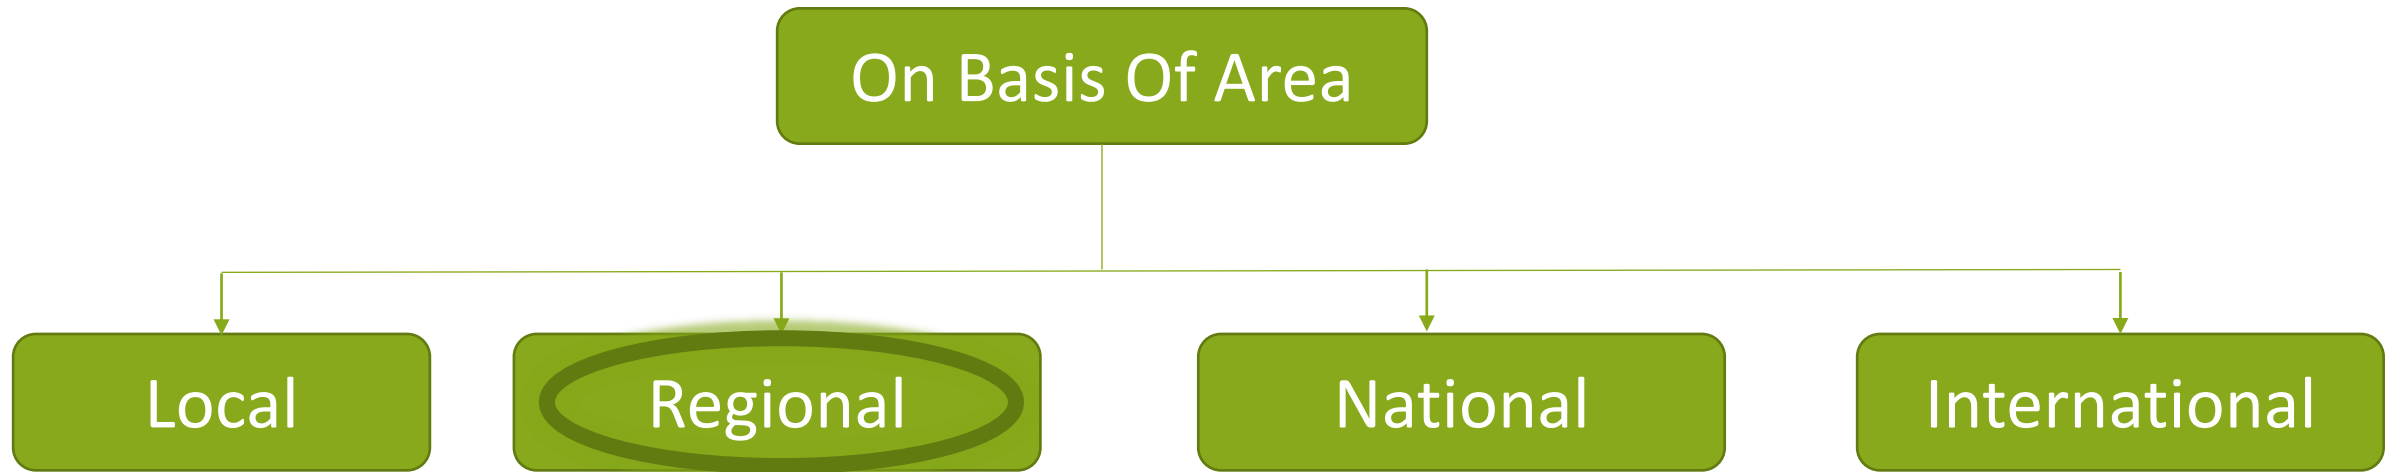 On Basis Of Area
Local
Regional
National
International